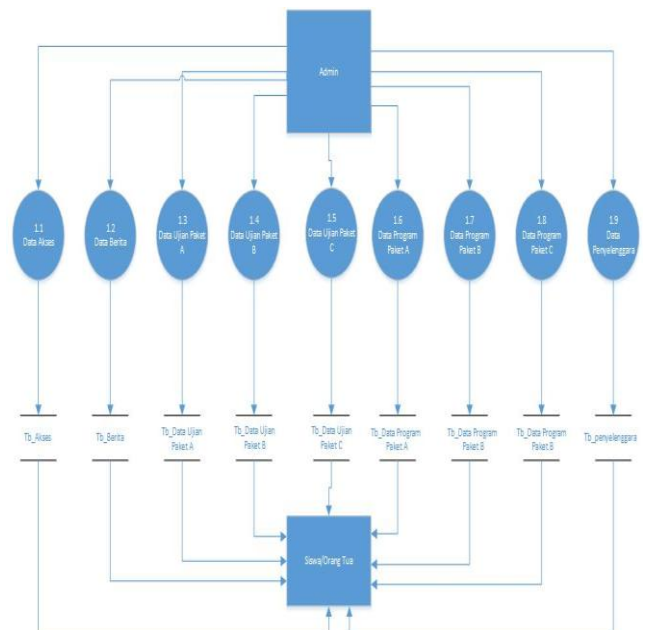 Admin
1.1
Data Akses
1.2
Data Berita
1.3
Data Ujian Paket
A
1.4
Data Ujian Paket
B
1.5
Data Ujian Paket
C
1.6
Data Program
Paket A
1.7
Data Program
Paket B
1.8
Data Program
Paket C
1.9
Data
Penyelenggara
Tb_Akses
Tb_Berita
Tb_Data Ujian
Paket A
Tb_Data Ujian
Paket B
Tb_Data Ujian
Paket C
Tb_Data Program
Paket A
Tb_Data Program
Paket B
Tb_Data Program
Paket B
Tb_penyelenggara
Siswa/Orang Tua